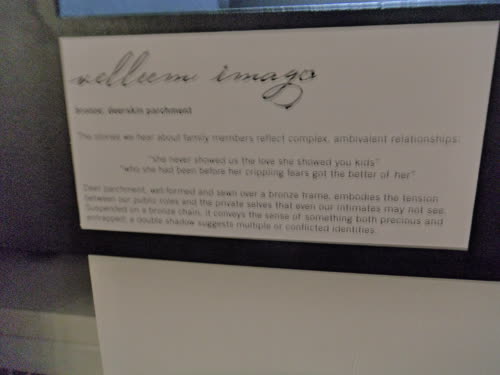 vellum imago
bronze; deerskin parchment
The stories we hear about family members reflect complex, ambivalent relationships:
"she never showed us the love she showed you kids"
"who she had been before her crippling fears got the better of her"
Deer parchment, wet-formed and sewn over a bronze frame, embodies the tension
between our public roles and the private selves that even our intimates may not see.
Suspended on a bronze chain, it conveys the sense of something both precious and
entrapped; a double shadow suggests multiple or conflicted identities.